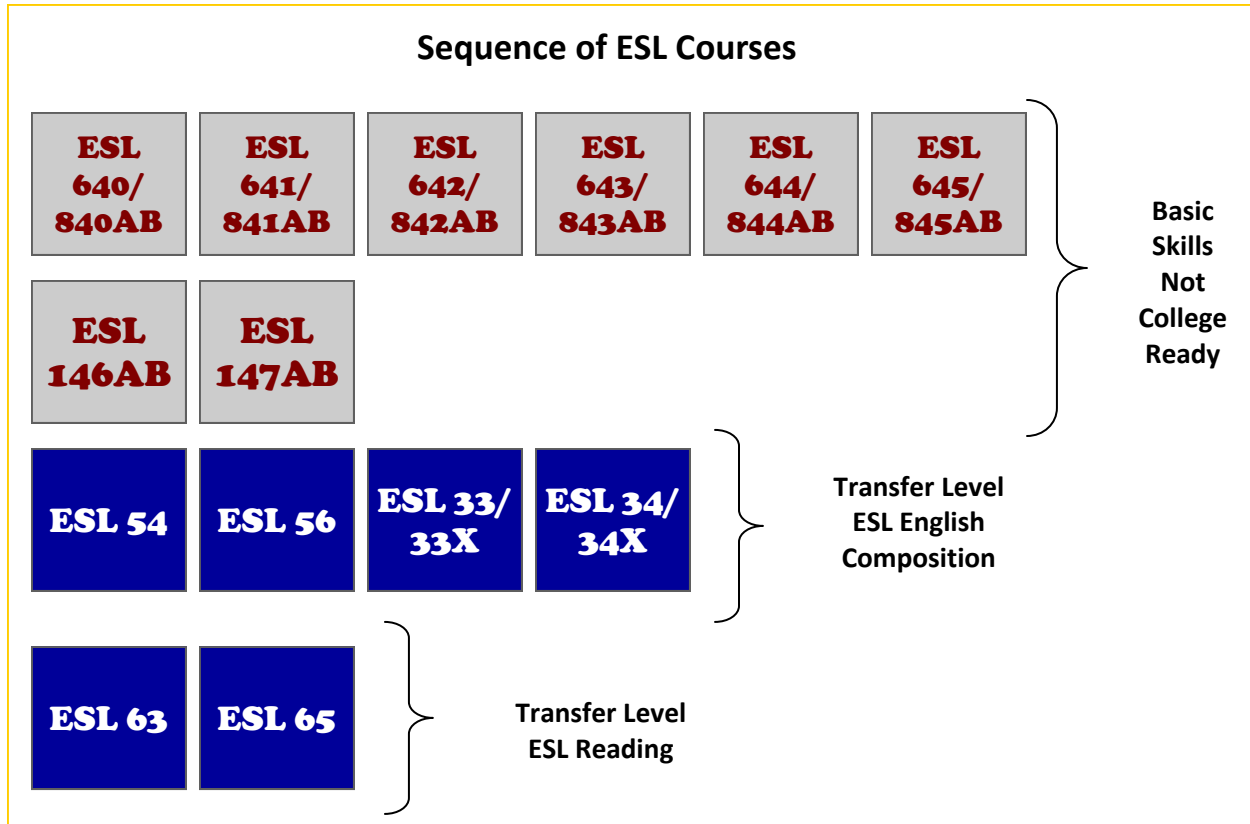 Sequence of ESL Courses
ESL
640/
840AB
ESL
641/
841AB
ESL
642/
842AB
ESL
643/
843AB
ESL
644/
844AB
ESL
645/
845AB
Basic
Skills
Not
College
Ready
ESL
146AB
ESL
147AB
ESL 54
ESL 56
ESL 33/
33X
ESL 34/
34X
Transfer Level
ESL English
Composition
ESL 63
ESL 65
Transfer Level
ESL Reading